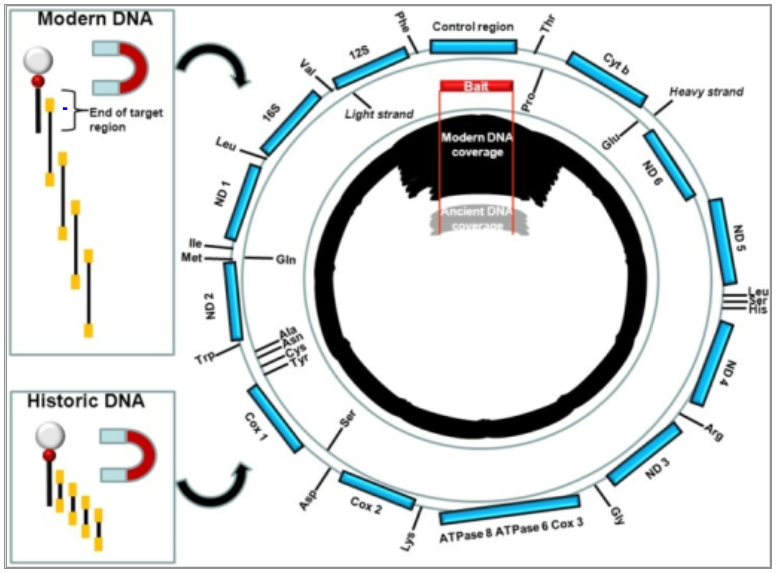 Modern DNA
End of target
region
Historic DNA
Control region
Thr
Cyt b
Heavy strand
Pro
Glu
ND 6
ND 5
Leu
Ser
His
ND 4
Arg
ND 3
Gly
ATPase 8 ATPase 6 Cox 3
Lys
Cox 2
Asp
Ser
Cox 1
Tyr
Cys
Asn
Ala
Trp
ND 2
Gln
Met
Ile
ND 1
Leu
16S
Val
Light strand
12S
Phe
Bait
Modern DNA
coverage
Ancient DNA
coverage